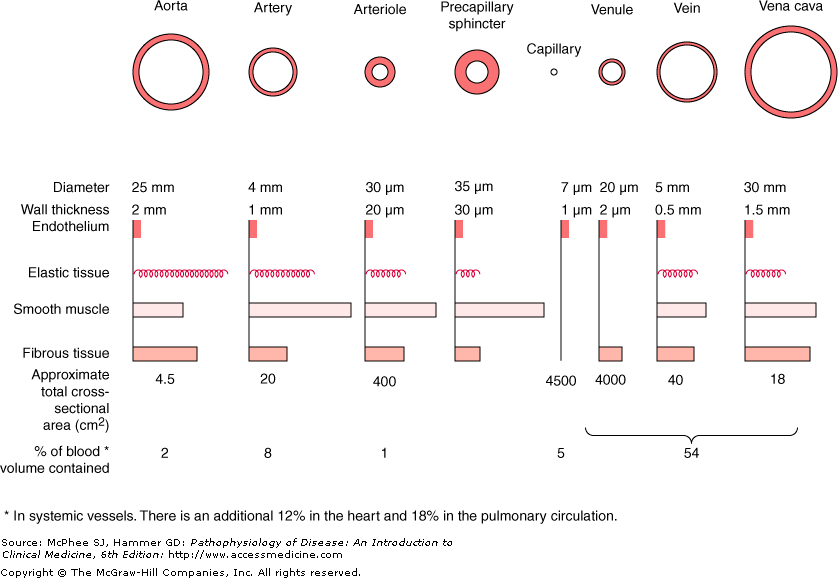 Aorta Artery Arteriole Precapillary sphincter Capillary Venule Vein Vena cava
Diameter 25 mm 4 mm 30 μm 35 μm 7 μm 20 μm 5 mm 30 mm
Wall thickness 2 mm 1 mm 20 μm 30 μm 1 μm 2 μm 0.5 mm 1.5 mm
Endothelium
Elastic tissue
Smooth muscle
Fibrous tissue
Approximate
total cross-
sectional
area (cm²) 4.5 20 400 4500 4000 40 18
% of blood *
volume contained 2 8 1 5 54
* In systemic vessels. There is an additional 12% in the heart and 18% in the pulmonary circulation.
Source: McPhee SJ, Hammer GD: Pathophysiology of Disease: An Introduction to
Clinical Medicine, 6th Edition: http://www.accessmedicine.com
Copyright © The McGraw-Hill Companies, Inc. All rights reserved.